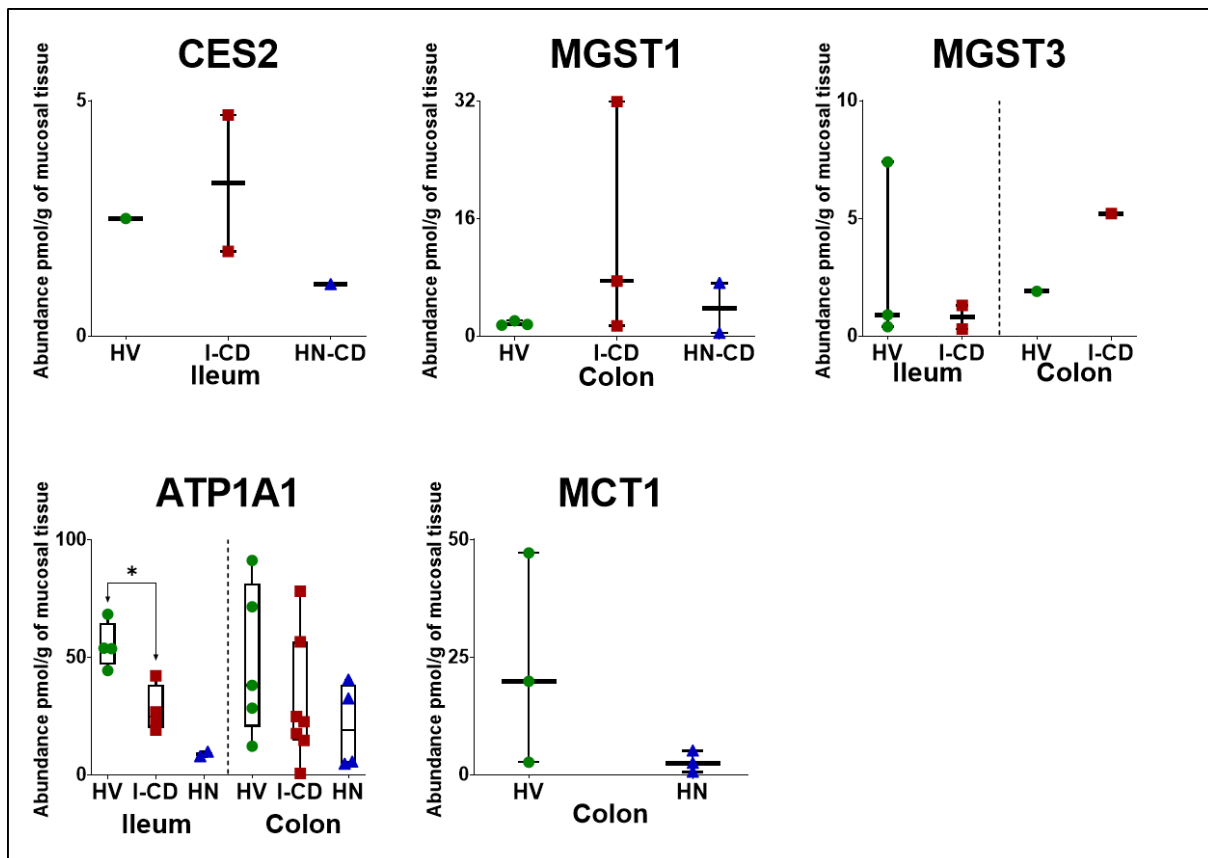 CES2
Abundance pmol/g of mucosal tissue
5
0
HV I-CD HN-CD
Ileum
MGST1
Abundance pmol/g of mucosal tissue
32
16
0
HV I-CD HN-CD
Colon
MGST3
Abundance pmol/g of mucosal tissue
10
5
0
HV I-CD HV I-CD
Ileum Colon
ATP1A1
Abundance pmol/g of mucosal tissue
100
50
0
*
HV I-CD HN HV I-CD HN
Ileum Colon
MCT1
Abundance pmol/g of mucosal tissue
50
25
0
HV HN
Colon